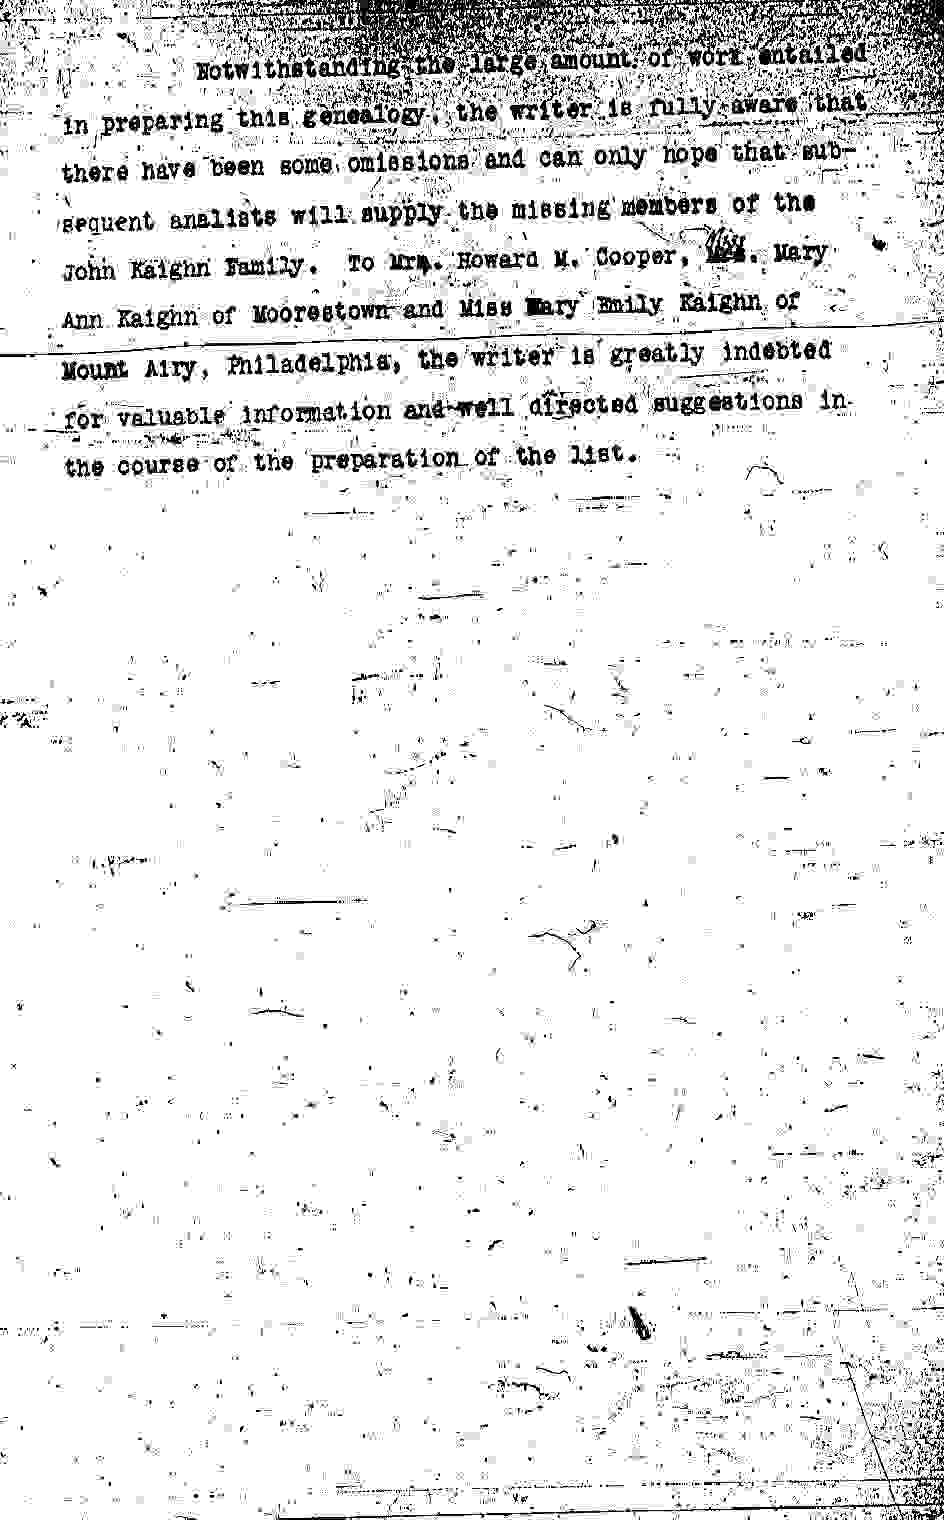 Notwithstanding the large amount of work entailed
in preparing this genealogy, the writer is fully aware that
there have been some omissions and can only hope that sub-
sequent analists will supply the missing members of the
John Kaighn Family. To Mr. Howard M. Cooper, Miss. Mary
Ann Kaighn of Moorestown and Miss Mary Emily Kaighn of
Mount Airy, Philadelphia, the writer is greatly indebted
for valuable information and well directed suggestions in
the course of the preparation of the list.